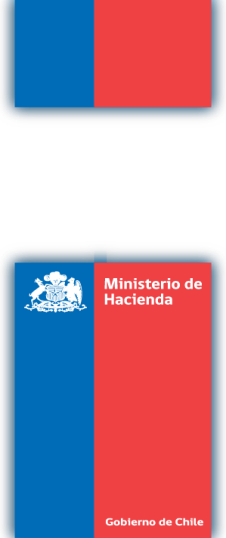 Ministerio de
Hacienda
Gobierno de Chile